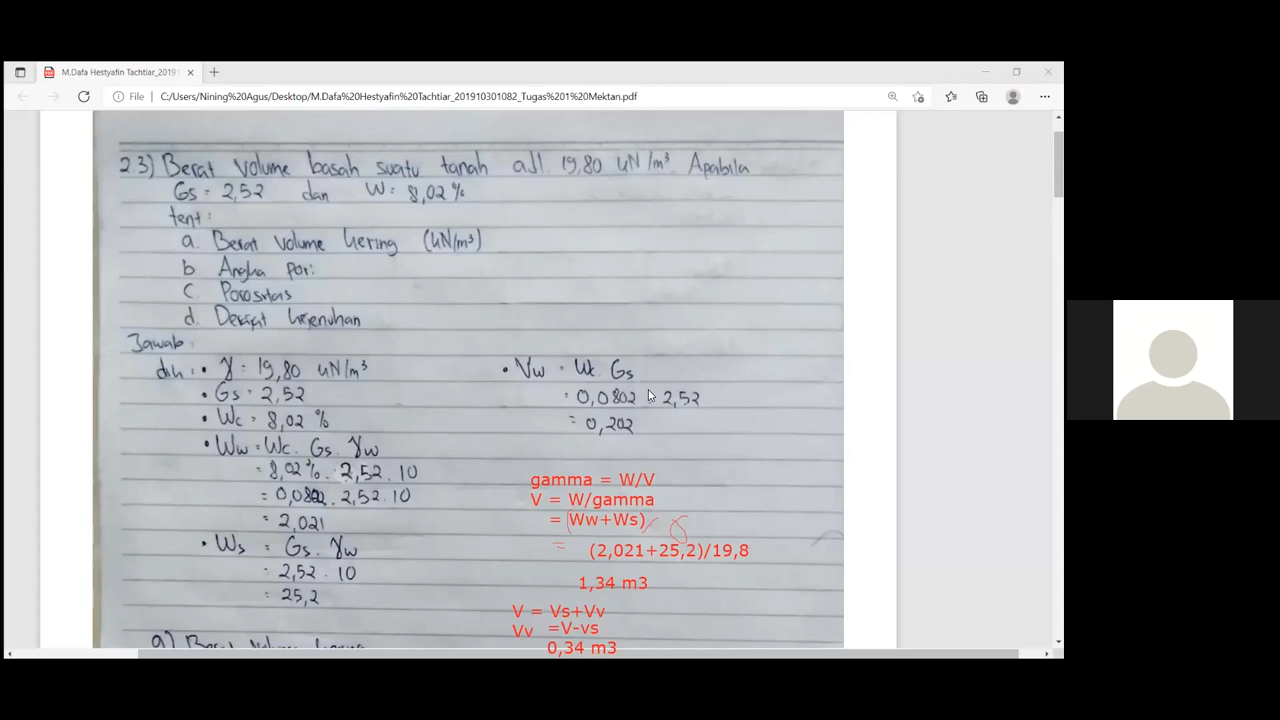 M.Dafa Hestyafin Tachtiar_20191
File
C:/Users/Nining%20Agus/Desktop/M.Dafa%20Hestyafin%20Tachtiar_201910301082_Tugas%201%20Mektan.pdf
2.3) Berat volume basah suatu tanah adl. 19,80 kN/m³. Apabila
Gs = 2,52 dan W = 8,02 %
tent :
a. Berat volume kering (kN/m³)
b Angka pori
c. Porositas
d. Derajat kejenuhan
Jawab :
dik : • γ = 19,80 kN/m³
• Gs = 2,52
• Wc = 8,02 %
• Ww = Wc. Gs. γw
= 8,02 % . 2,52 . 10
= 0,0802 . 2,52 . 10
= 2,021
• Ws = Gs . γw
= 2,52 . 10
= 25,2
a) Berat volume kering
• Vw = Wc. Gs
= 0,0802 2,52
= 0,202
gamma = W/V
V = W/gamma
= (Ww+Ws)
= (2,021+25,2)/19,8
1,34 m3
V = Vs+Vv
Vv =V-vs
0,34 m3